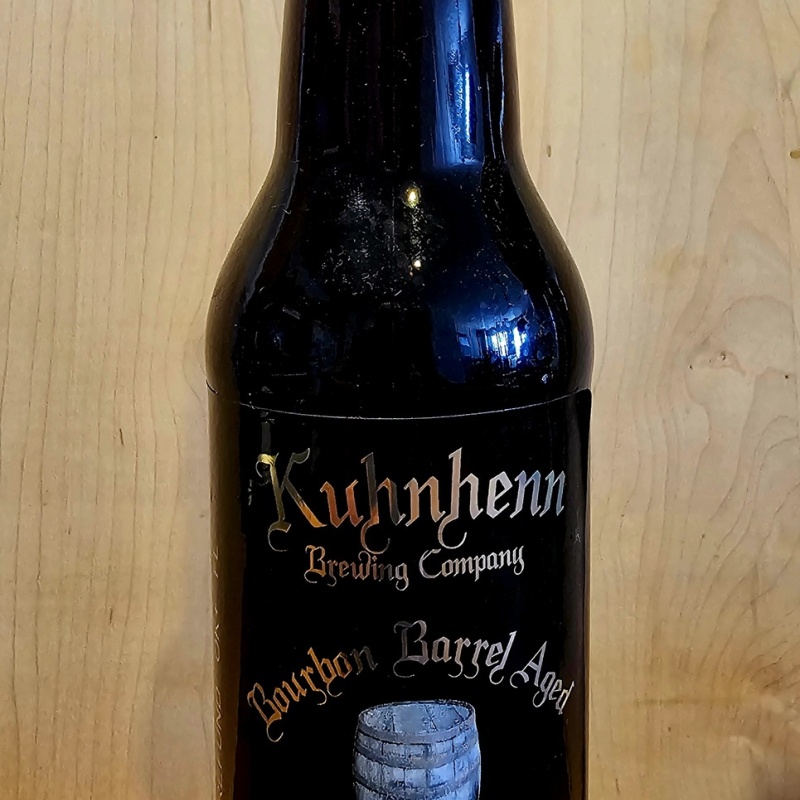 Kuhnhenn
Brewing Company
Bourbon Barrel Aged